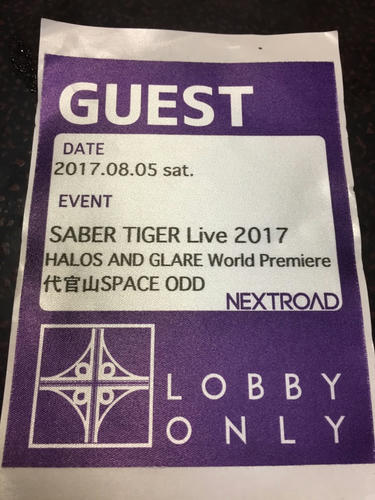 GUEST
DATE
2017.08.05 sat.
EVENT
SABER TIGER Live 2017
HALOS AND GLARE World Premiere
代官山SPACE ODD
NEXTROAD
LOBBY
ONLY